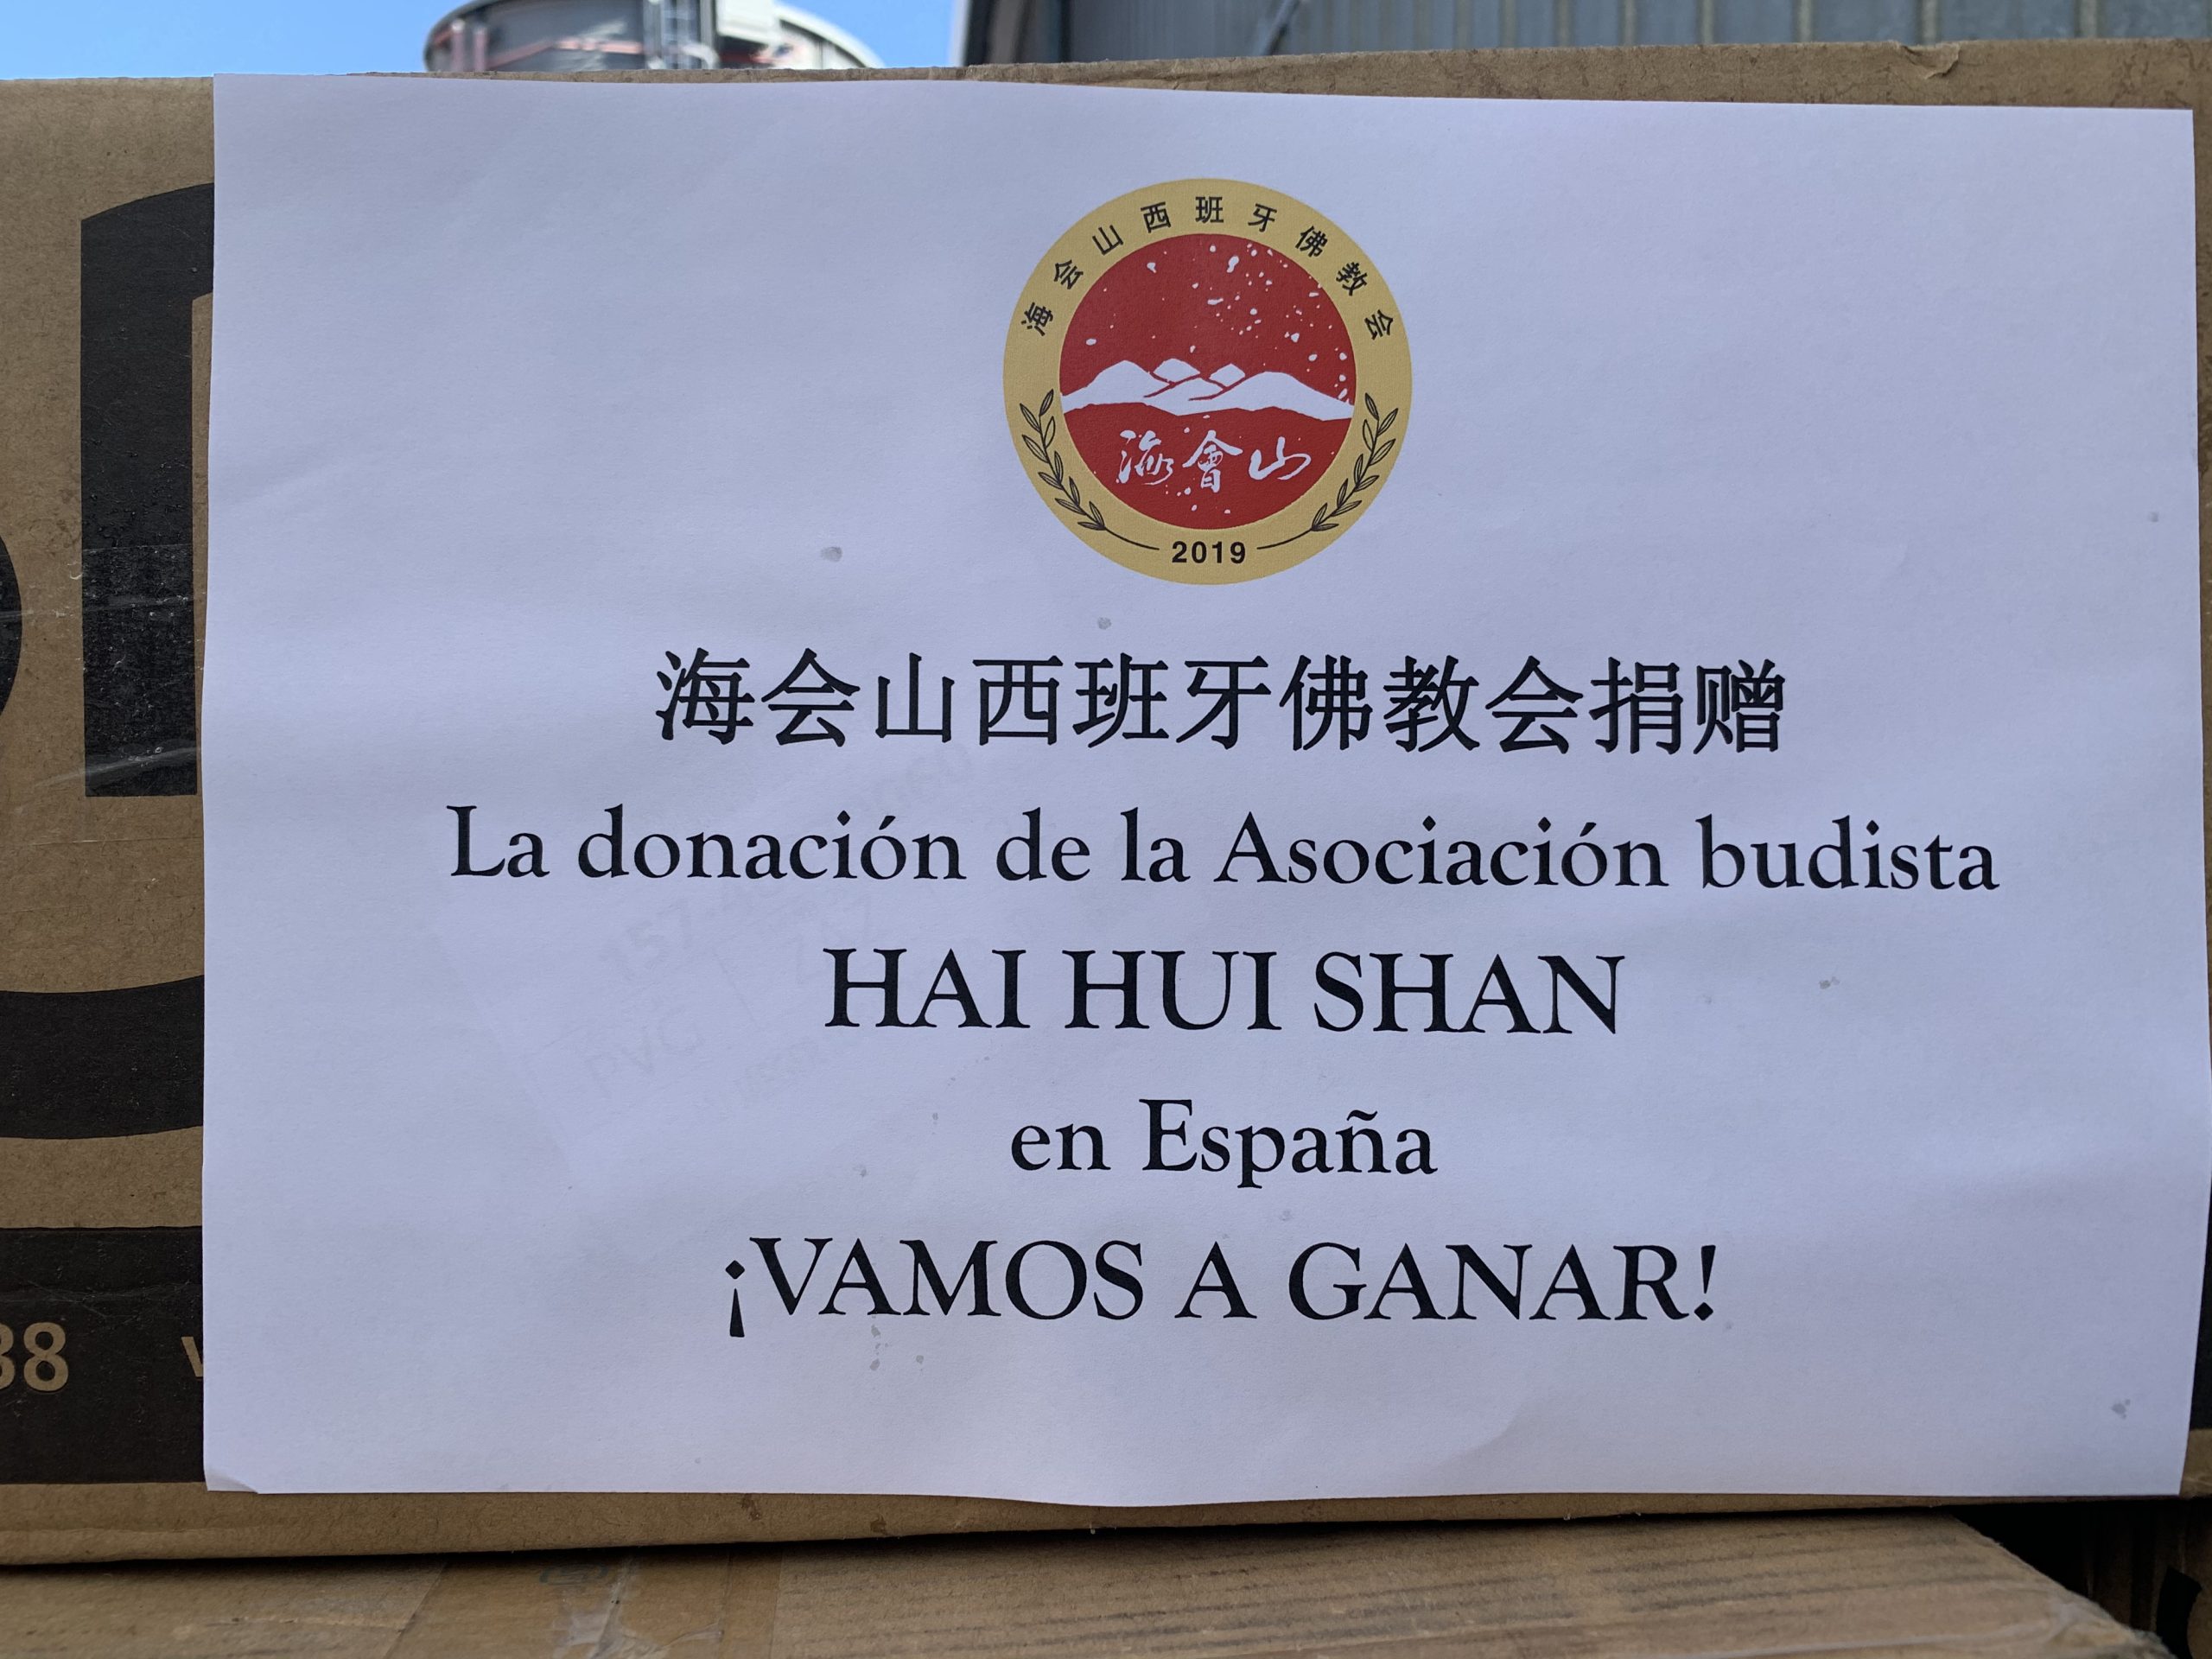 海会山西班牙佛教会
海會山
2019
海会山西班牙佛教会捐赠
La donación de la Asociación budista
HAI HUI SHAN
en España
¡VAMOS A GANAR!
38